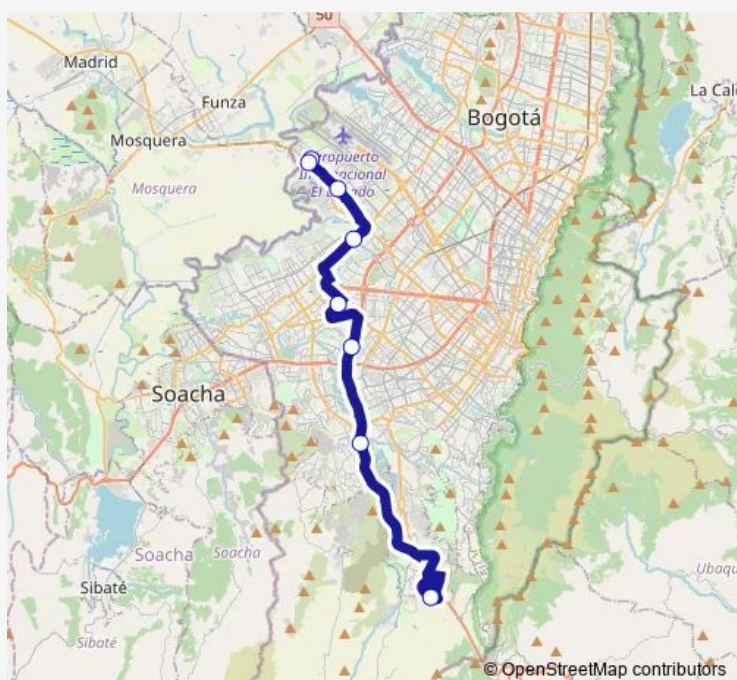 50
Madrid
Funza
La Cal
Bogotá
Mosquera
Aeropuerto
Internacional
El Dorado
Mosquera
Soacha
Soacha
Soacha
Ubaqu
Sibaté
Sibaté
© OpenStreetMap contributors